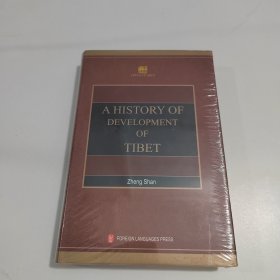 A HISTORY OF
DEVELOPMENT
OF
TIBET
Zheng Shan
FOREIGN LANGUAGES PRESS